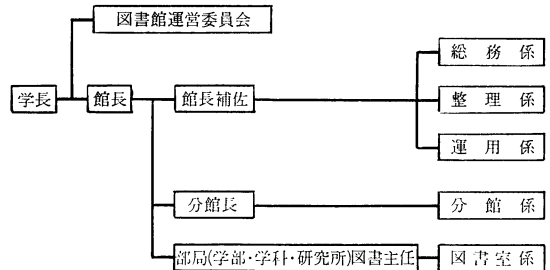 図書館運営委員会
総務係
学長
館長
館長補佐
整理係
運用係
分館長
分館係
部局(学部・学科・研究所)図書主任
図書室係